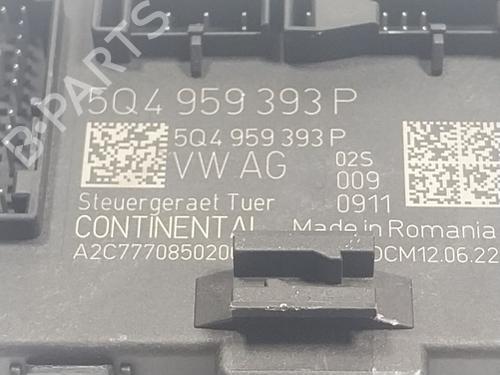 B-PARTS
5Q4 959 393 P
5Q4 959 393 P
VW AG
02S
009
0911
Steuergeraet Tuer
CONTINENTAL
Made in Romania